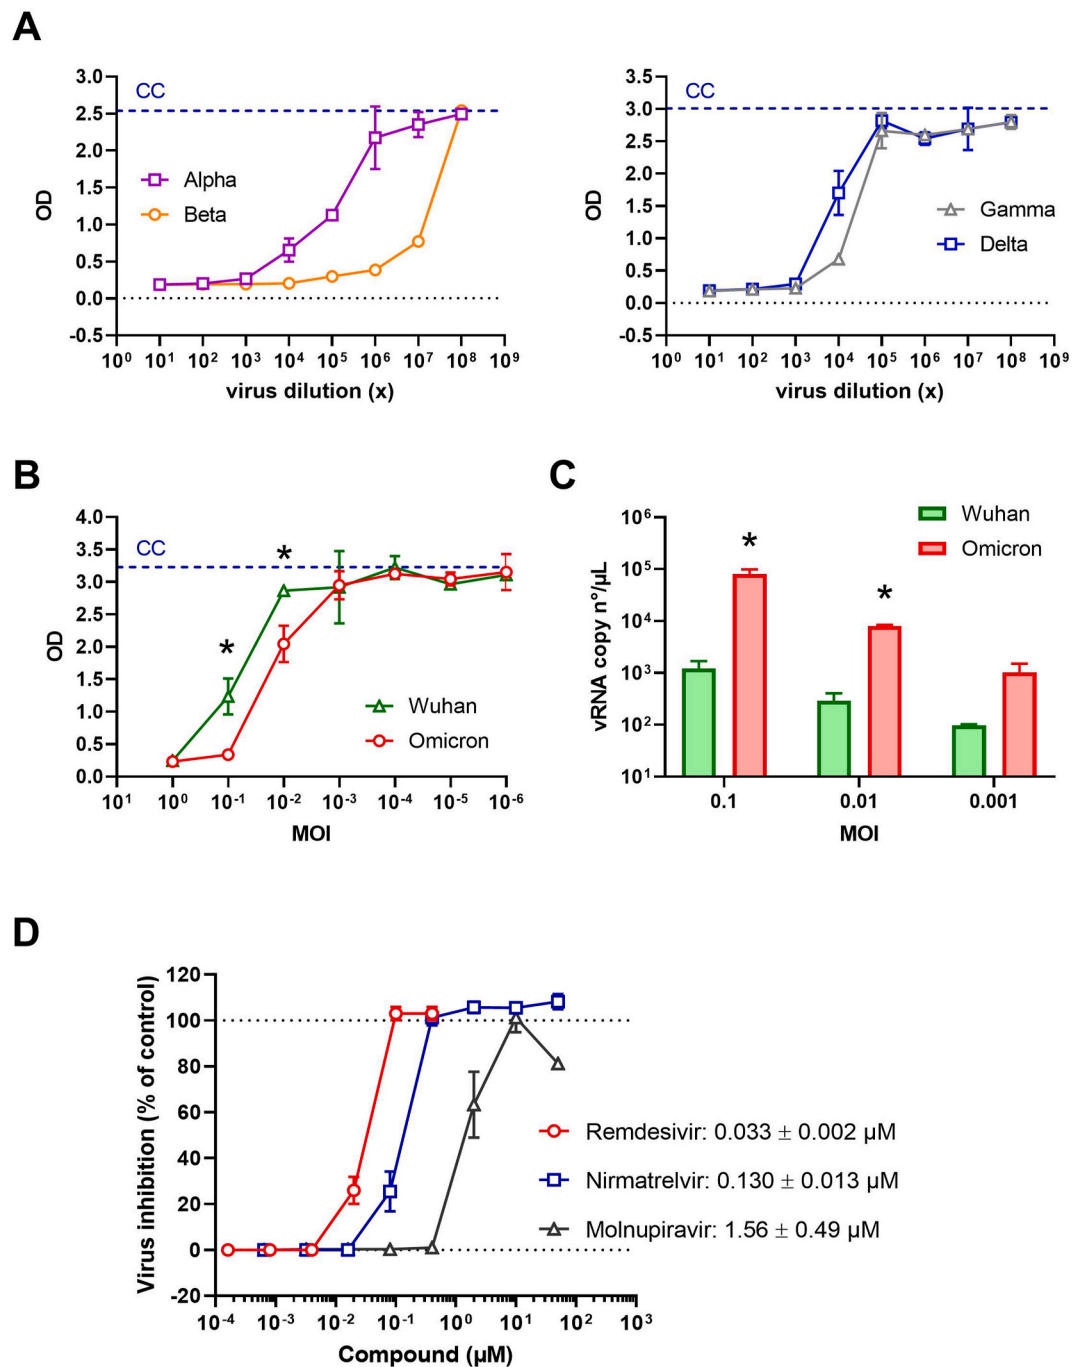 A
3.0
2.5
2.0
1.5
1.0
0.5
0.0
-0.5
OD
CC
Alpha
Beta
10⁰ 10¹ 10² 10³ 10⁴ 10⁵ 10⁶ 10⁷ 10⁸ 10⁹
virus dilution (x)
3.5
3.0
2.5
2.0
1.5
1.0
0.5
0.0
-0.5
OD
CC
Gamma
Delta
10⁰ 10¹ 10² 10³ 10⁴ 10⁵ 10⁶ 10⁷ 10⁸ 10⁹
virus dilution (x)
B
4.0
3.5
3.0
2.5
2.0
1.5
1.0
0.5
0.0
OD
CC
*
*
Wuhan
Omicron
10¹ 10⁰ 10⁻¹ 10⁻² 10⁻³ 10⁻⁴ 10⁻⁵ 10⁻⁶
MOI
C
10⁶
10⁵
10⁴
10³
10²
10¹
vRNA copy n°/µL
Wuhan
Omicron
*
*
0.1 0.01 0.001
MOI
D
120
100
80
60
40
20
0
-20
Virus inhibition (% of control)
Remdesivir: 0.033 ± 0.002 µM
Nirmatrelvir: 0.130 ± 0.013 µM
Molnupiravir: 1.56 ± 0.49 µM
10⁻⁴ 10⁻³ 10⁻² 10⁻¹ 10⁰ 10¹ 10² 10³
Compound (µM)